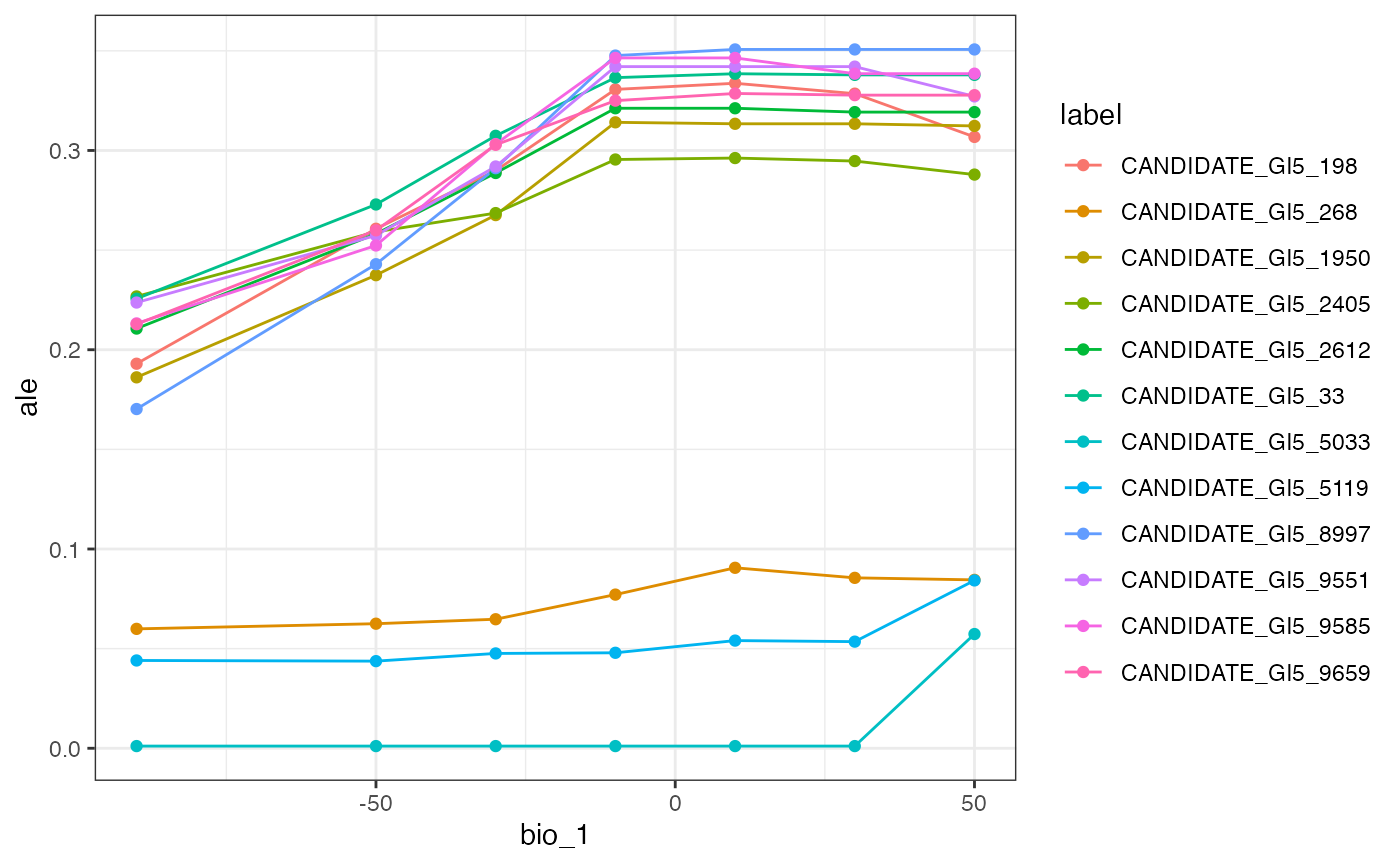 ale
0.3
0.2
0.1
0.0
-50
0
50
bio_1
label
CANDIDATE_GI5_198
CANDIDATE_GI5_268
CANDIDATE_GI5_1950
CANDIDATE_GI5_2405
CANDIDATE_GI5_2612
CANDIDATE_GI5_33
CANDIDATE_GI5_5033
CANDIDATE_GI5_5119
CANDIDATE_GI5_8997
CANDIDATE_GI5_9551
CANDIDATE_GI5_9585
CANDIDATE_GI5_9659